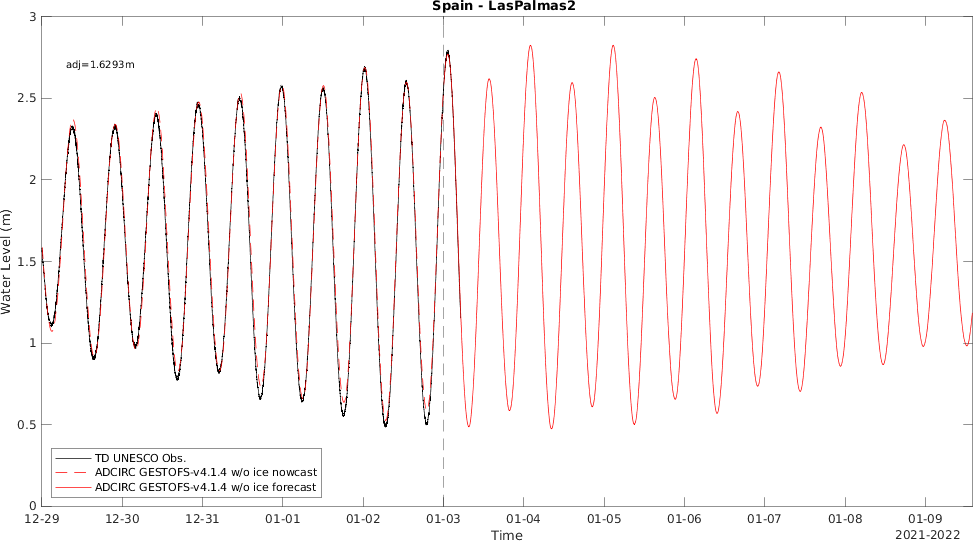 Spain - LasPalmas2
3
adj=1.6293m
2.5
2
1.5
1
0.5
0
Water Level (m)
TD UNESCO Obs.
ADCIRC GESTOFS-v4.1.4 w/o ice nowcast
ADCIRC GESTOFS-v4.1.4 w/o ice forecast
12-29 12-30 12-31 01-01 01-02 01-03 01-04 01-05 01-06 01-07 01-08 01-09
Time
2021-2022